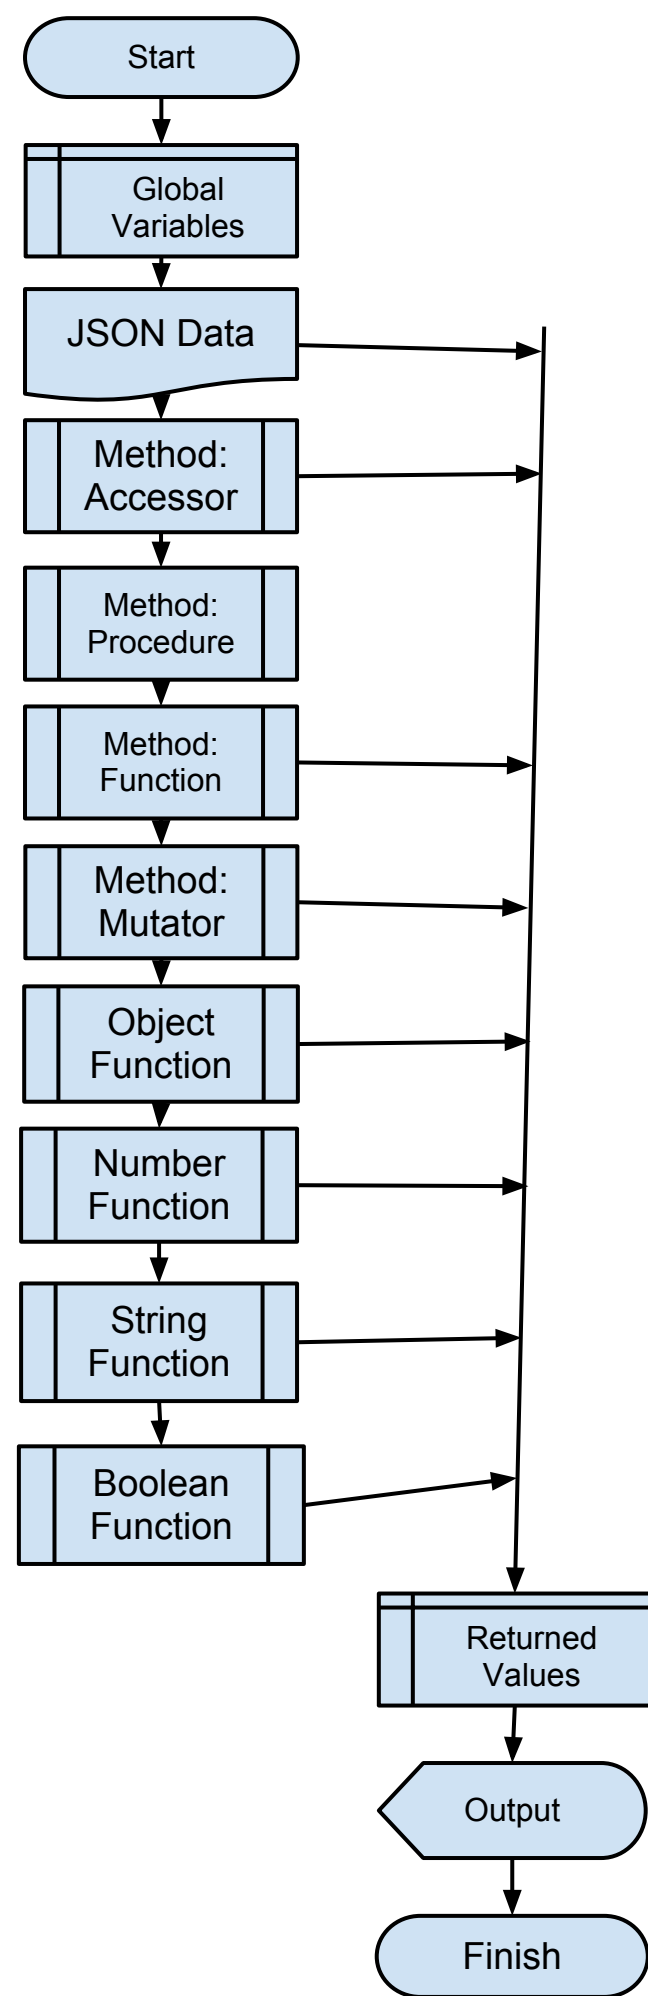 Start
Global
Variables
JSON Data
Method:
Accessor
Method:
Procedure
Method:
Function
Method:
Mutator
Object
Function
Number
Function
String
Function
Boolean
Function
Returned
Values
Output
Finish